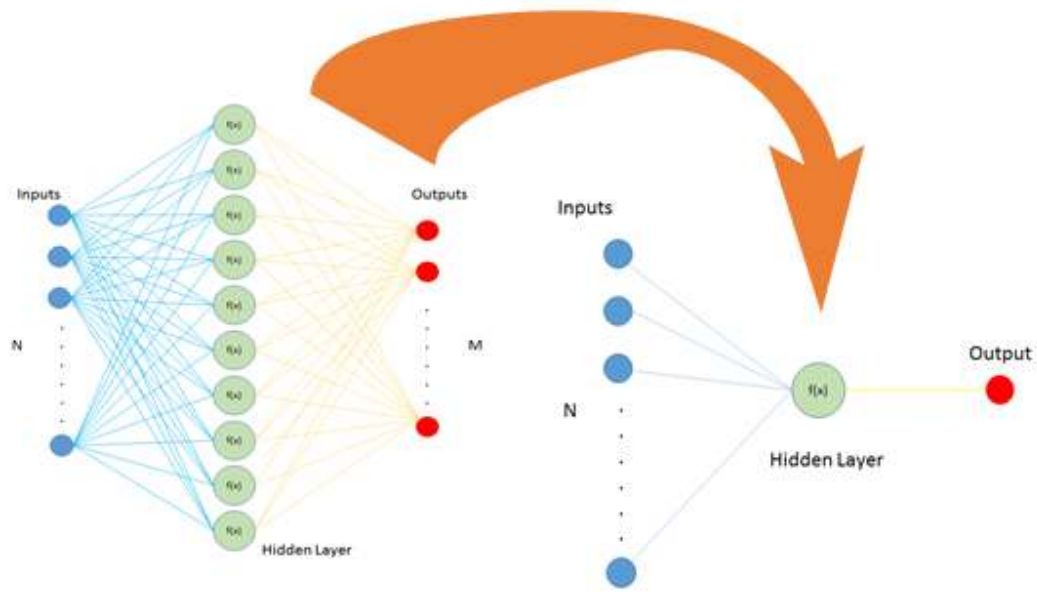 Inputs
Outputs
f(x)
f(x)
f(x)
f(x)
f(x)
f(x)
f(x)
f(x)
f(x)
f(x)
N
M
Hidden Layer
Inputs
N
f(x)
Output
Hidden Layer